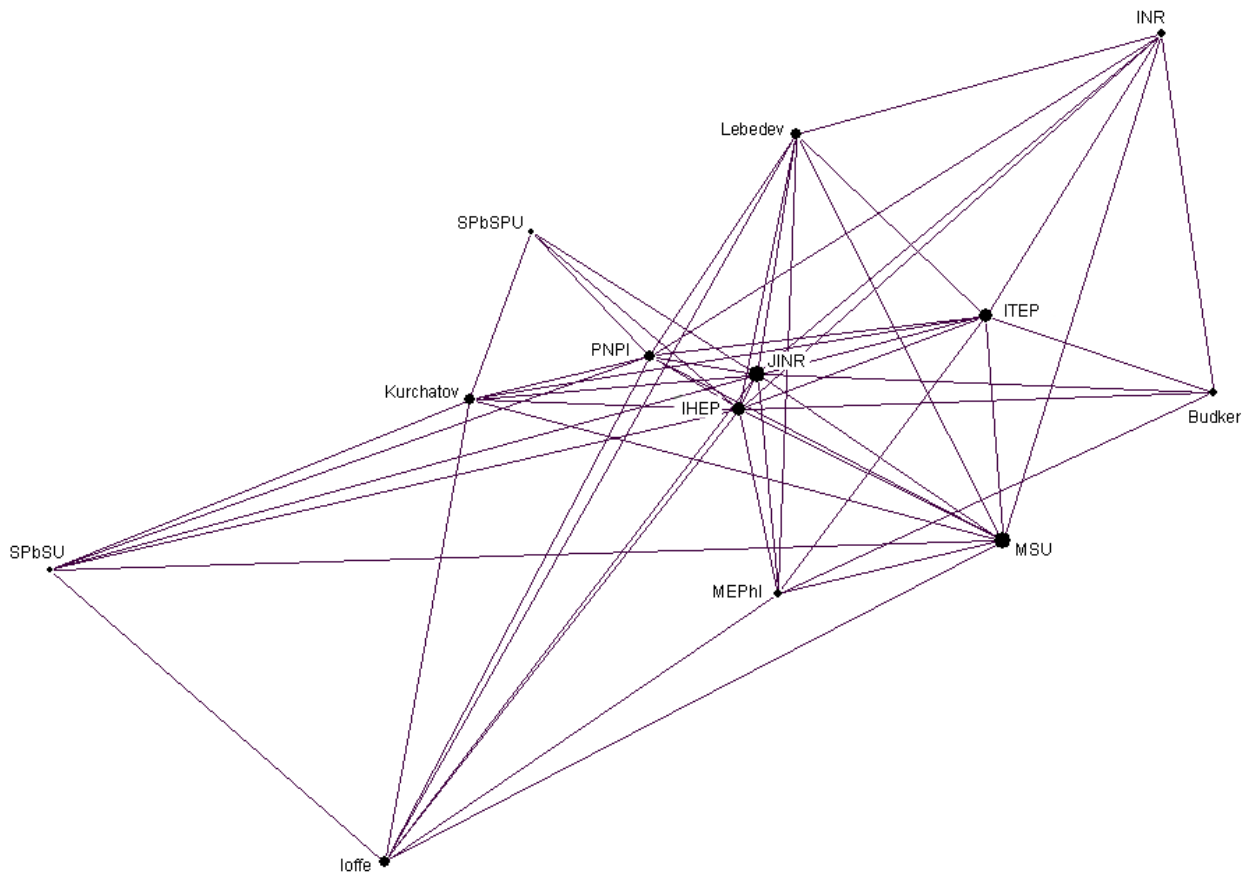 INR
Lebedev
SPbSPU
ITEP
PNPI
JINR
Kurchatov
IHEP
Budker
SPbSU
MSU
MEPhI
Ioffe